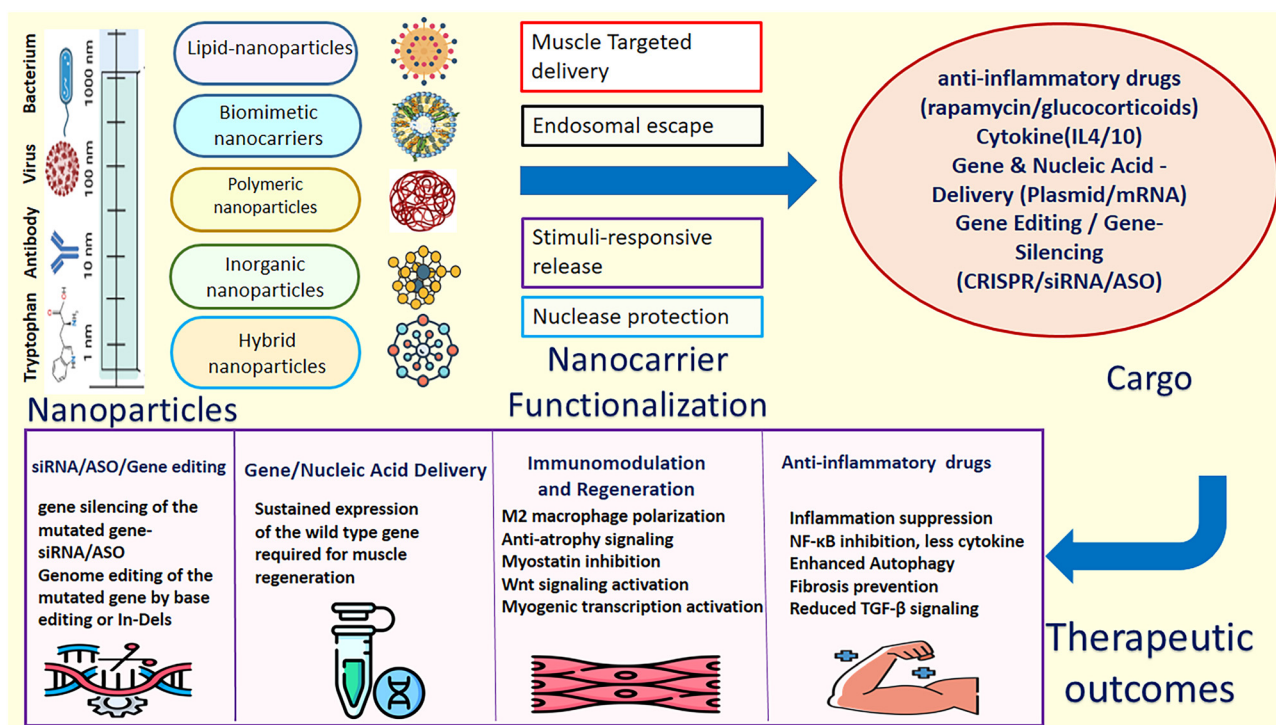 Bacterium
1000 nm
Virus
100 nm
Antibody
10 nm
Tryptophan
1 nm
O
OH
NH₂
HN
Lipid-nanoparticles
Biomimetic
nanocarriers
Polymeric
nanoparticles
Inorganic
nanoparticles
Hybrid
nanoparticles
Nanoparticles
Muscle Targeted
delivery
Endosomal escape
Stimuli-responsive
release
Nuclease protection
Nanocarrier
Functionalization
anti-inflammatory drugs
(rapamycin/glucocorticoids)
Cytokine(IL4/10)
Gene & Nucleic Acid -
Delivery (Plasmid/mRNA)
Gene Editing / Gene-
Silencing
(CRISPR/siRNA/ASO)
Cargo
siRNA/ASO/Gene editing
gene silencing of the
mutated gene-
siRNA/ASO
Genome editing of the
mutated gene by base
editing or In-Dels
Gene/Nucleic Acid Delivery
Sustained expression
of the wild type gene
required for muscle
regeneration
Immunomodulation
and Regeneration
M2 macrophage polarization
Anti-atrophy signaling
Myostatin inhibition
Wnt signaling activation
Myogenic transcription activation
Anti-inflammatory drugs
Inflammation suppression
NF-κB inhibition, less cytokine
Enhanced Autophagy
Fibrosis prevention
Reduced TGF-β signaling
Therapeutic
outcomes